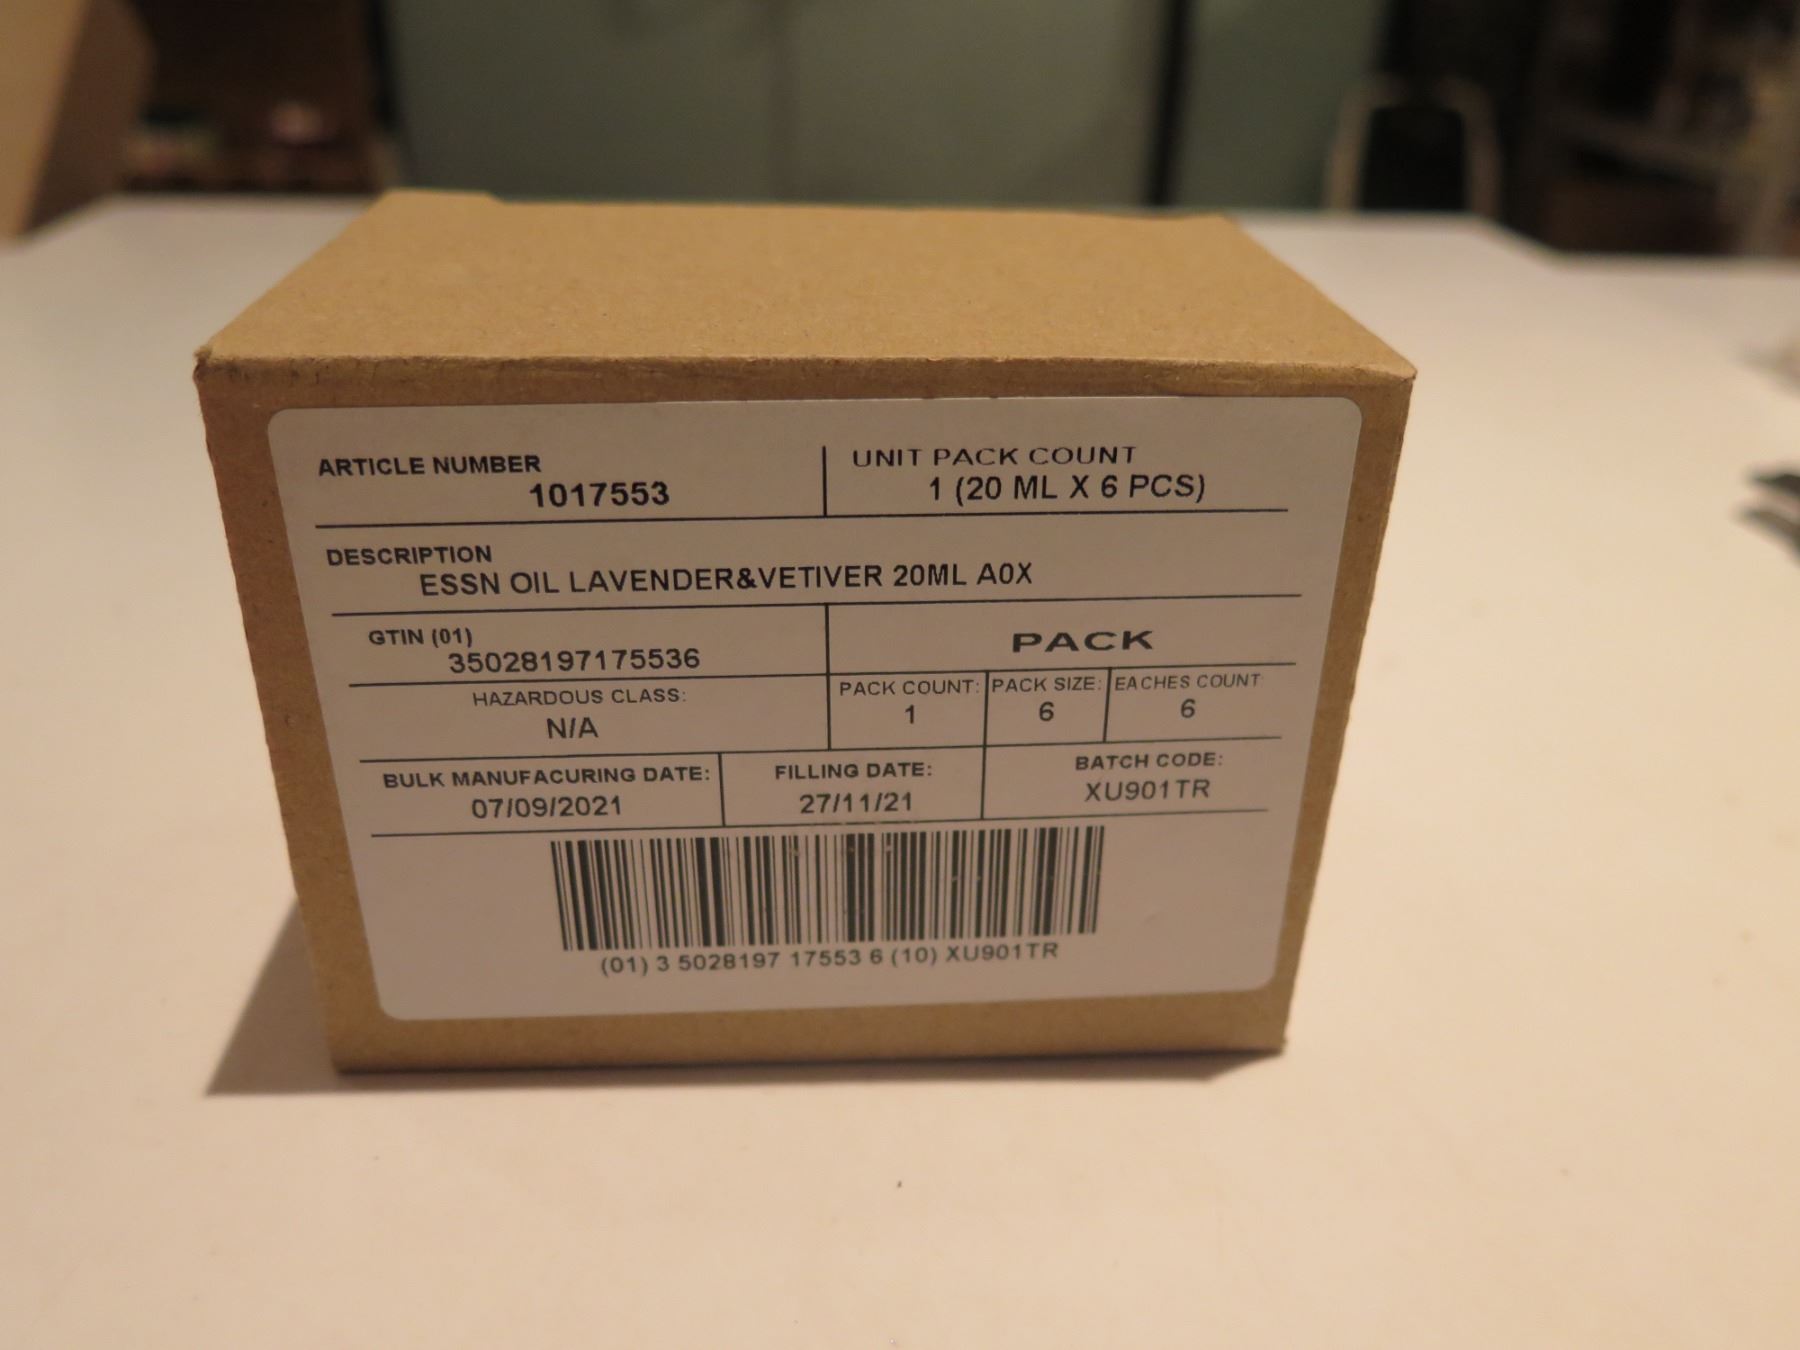 ARTICLE NUMBER
1017553
UNIT PACK COUNT
1 (20 ML X 6 PCS)
DESCRIPTION
ESSN OIL LAVENDER&VETIVER 20ML A0X
GTIN (01)
35028197175536
PACK
HAZARDOUS CLASS:
N/A
PACK COUNT:
1
PACK SIZE:
6
EACHES COUNT
6
BULK MANUFACURING DATE:
07/09/2021
FILLING DATE:
27/11/21
BATCH CODE:
XU901TR
(01) 3 5028197 17553 6 (10) XU901TR